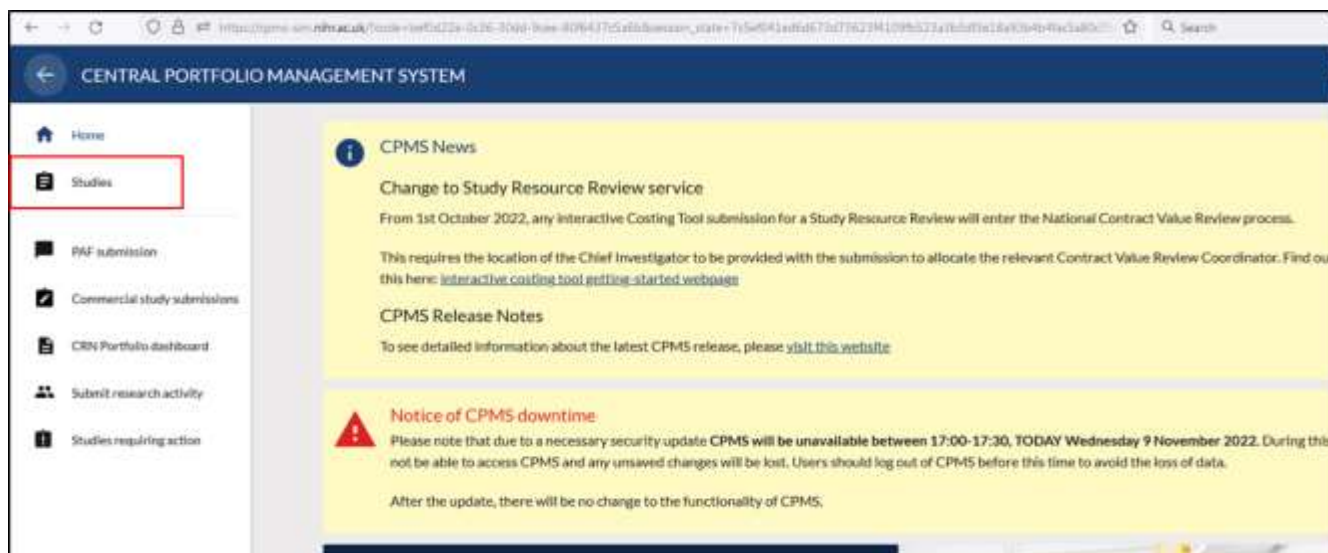 nihr.ac.uk
Search
CENTRAL PORTFOLIO MANAGEMENT SYSTEM
Home
Studies
PAF submission
Commercial study submissions
CRN Portfolio dashboard
Submit research activity
Studies requiring action
CPMS News
Change to Study Resource Review service
From 1st October 2022, any interactive Costing Tool submission for a Study Resource Review will enter the National Contract Value Review process.
This requires the location of the Chief Investigator to be provided with the submission to allocate the relevant Contract Value Review Coordinator. Find ou
this here: interactive costing tool getting-started webpage
CPMS Release Notes
To see detailed information about the latest CPMS release, please visit this website
Notice of CPMS downtime
Please note that due to a necessary security update CPMS will be unavailable between 17:00-17:30, TODAY Wednesday 9 November 2022. During this
not be able to access CPMS and any unsaved changes will be lost. Users should log out of CPMS before this time to avoid the loss of data.
After the update, there will be no change to the functionality of CPMS.